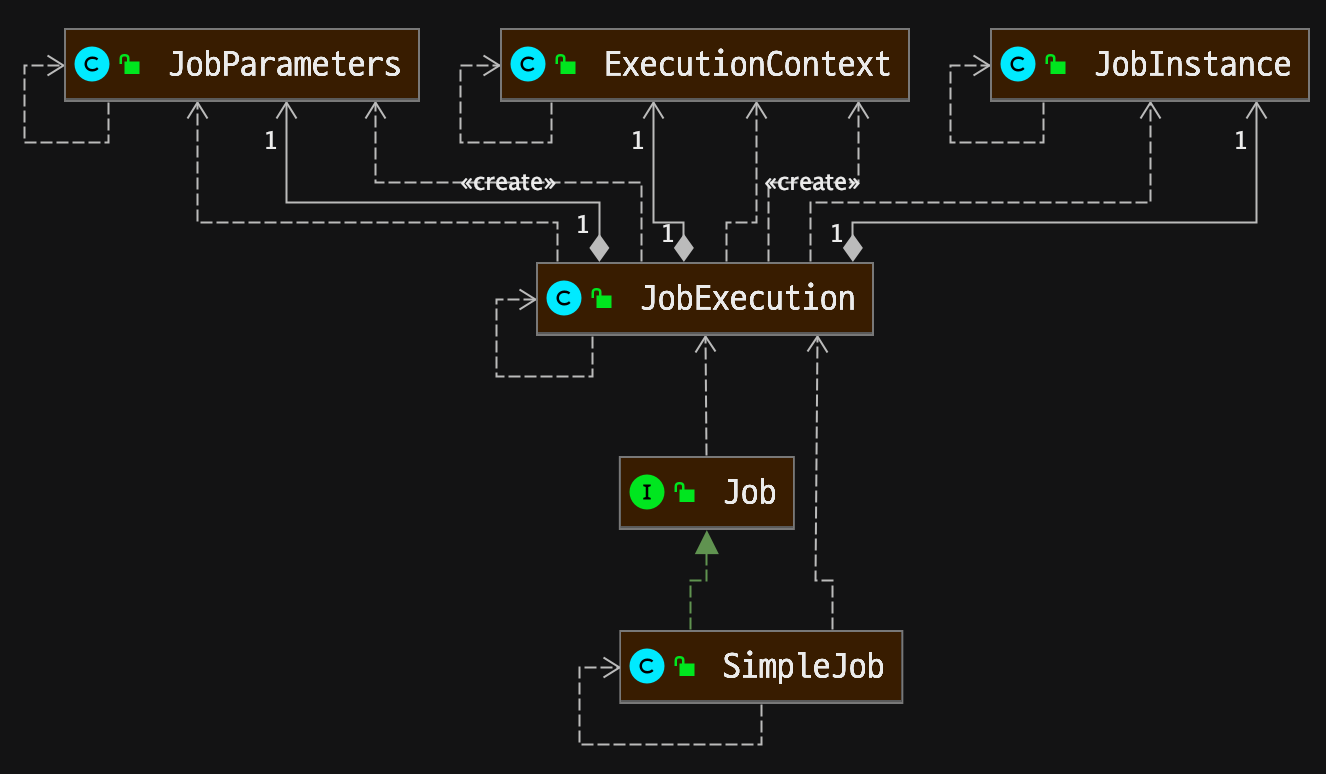 C JobParameters
C ExecutionContext
C JobInstance
1
1
1
«create»
«create»
1
1
1
C JobExecution
I Job
C SimpleJob